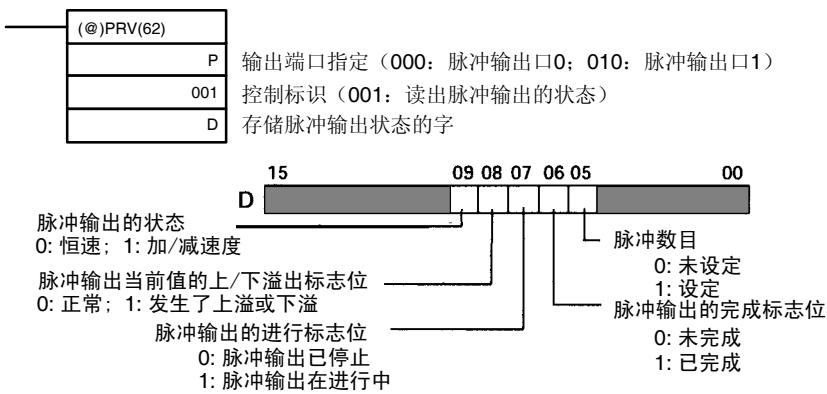 (@)PRV(62)
P 输出端口指定（000：脉冲输出口0；010：脉冲输出口1）
001 控制标识（001：读出脉冲输出的状态）
D 存储脉冲输出状态的字
15 09 08 07 06 05 00
D
脉冲输出的状态
0: 恒速；1: 加/减速度
脉冲输出当前值的上/下溢出标志位
0: 正常；1: 发生了上溢或下溢
脉冲输出的进行标志位
0: 脉冲输出已停止
1: 脉冲输出在进行中
脉冲数目
0: 未设定
1: 设定
脉冲输出的完成标志位
0: 未完成
1: 已完成